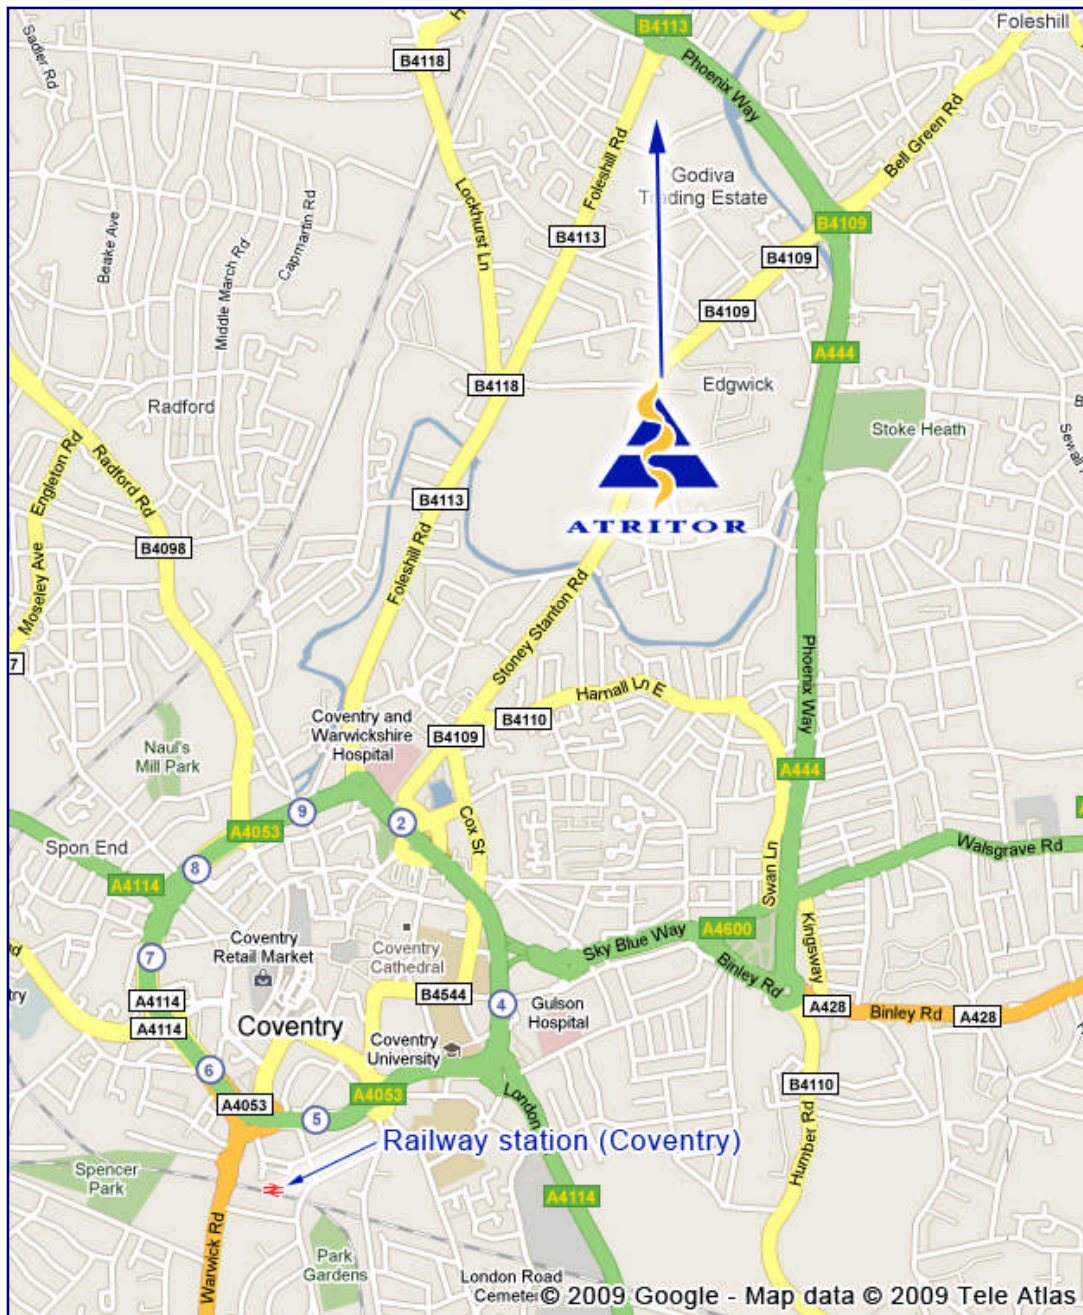 Foleshill
B4113
B4118
Sadler Rd
Phoenix Way
Bell Green Rd
Foleshill Rd
Godiva
Trading Estate
Lockhurst Ln
Capmartin Rd
Beake Ave
Middle March Rd
B4109
B4113
B4109
B4109
A444
B4118
Edgwick
Radford
Stoke Heath
Engleton Rd
Radford Rd
B4113
ATRITOR
B4098
Foleshill Rd
Moseley Ave
Stoney Stanton Rd
7
Phoenix Way
Harnall Ln E
B4110
Coventry and
Warwickshire
Hospital
B4109
Naul's
Mill Park
A444
9
2
A4053
Cox St
Spon End
Walsgrave Rd
8
Swan Ln
A4114
Kingsway
A4600
Sky Blue Way
Coventry
Retail Market
Coventry
Cathedral
7
Binley Rd
B4544
A4114
4
Gulson
Hospital
A428
Binley Rd
A428
A4114
Coventry
Coventry
University
6
B4110
A4053
A4053
London
5
Humber Rd
Railway station (Coventry)
Spencer
Park
A4114
Warwick Rd
Park
Gardens
London Road
© 2009 Google - Map data © 2009 Tele Atlas